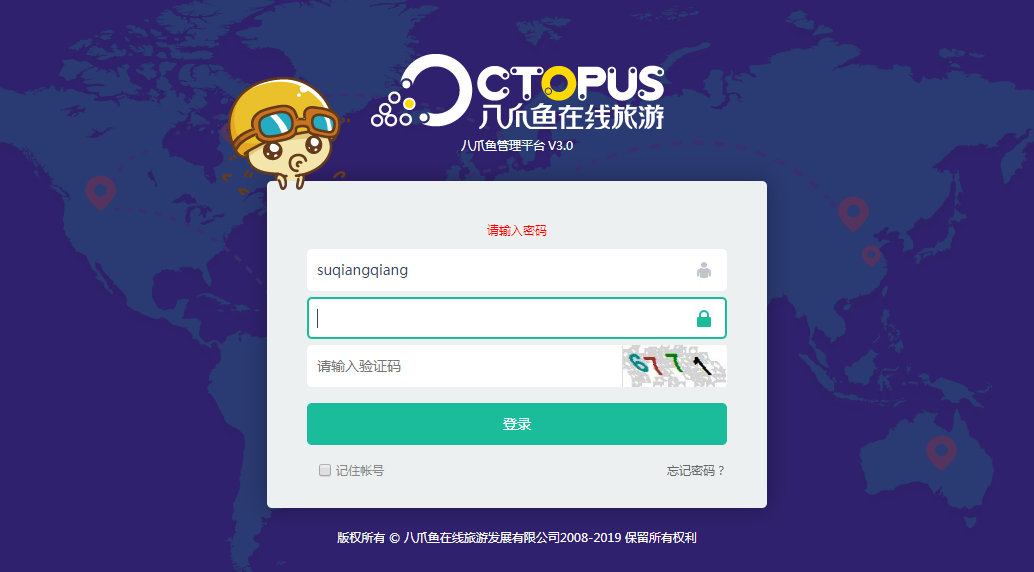 OCTOPUS
八爪鱼在线旅游
八爪鱼管理平台 V3.0
请输入密码
suqiangqiang
请输入验证码
6771
登录
记住帐号
忘记密码？
版权所有 © 八爪鱼在线旅游发展有限公司2008-2019 保留所有权利